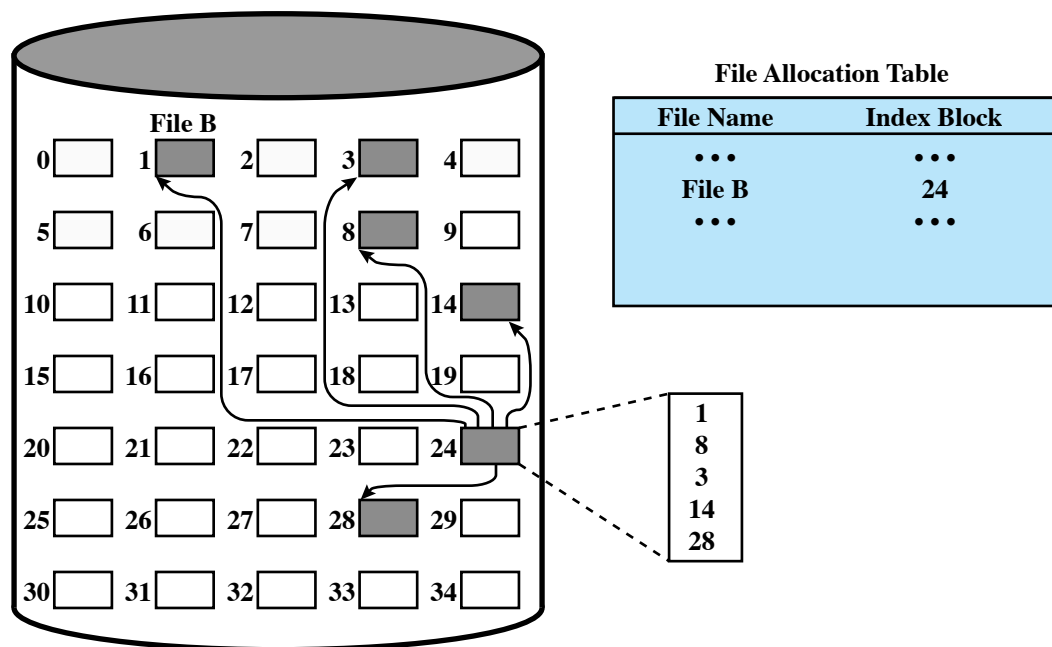 File Allocation Table
File Name Index Block
• • • • • •
File B 24
• • • • • •
File B
0 1 2 3 4
5 6 7 8 9
10 11 12 13 14
15 16 17 18 19
20 21 22 23 24
25 26 27 28 29
30 31 32 33 34
1
8
3
14
28